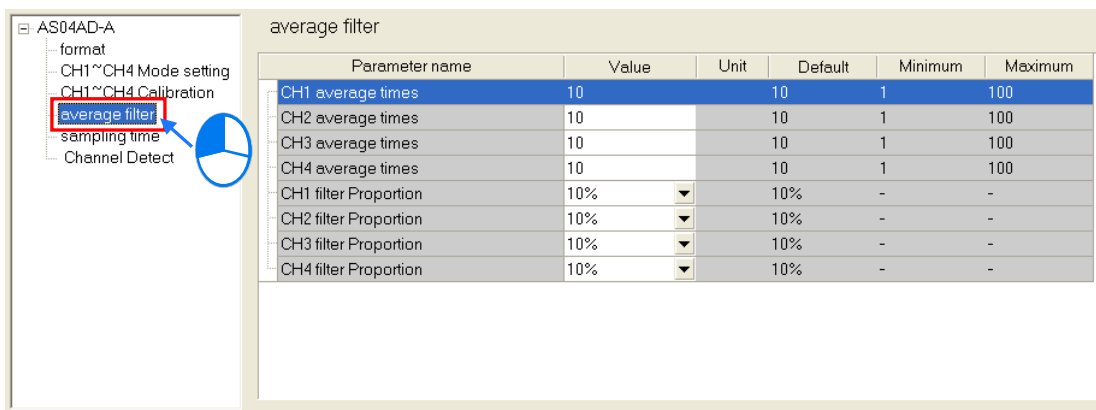 AS04AD-A
format
CH1~CH4 Mode setting
CH1~CH4 Calibration
average filter
sampling time
Channel Detect
average filter
Parameter name Value Unit Default Minimum Maximum
CH1 average times 10 10 1 100
CH2 average times 10 10 1 100
CH3 average times 10 10 1 100
CH4 average times 10 10 1 100
CH1 filter Proportion 10% 10% - -
CH2 filter Proportion 10% 10% - -
CH3 filter Proportion 10% 10% - -
CH4 filter Proportion 10% 10% - -